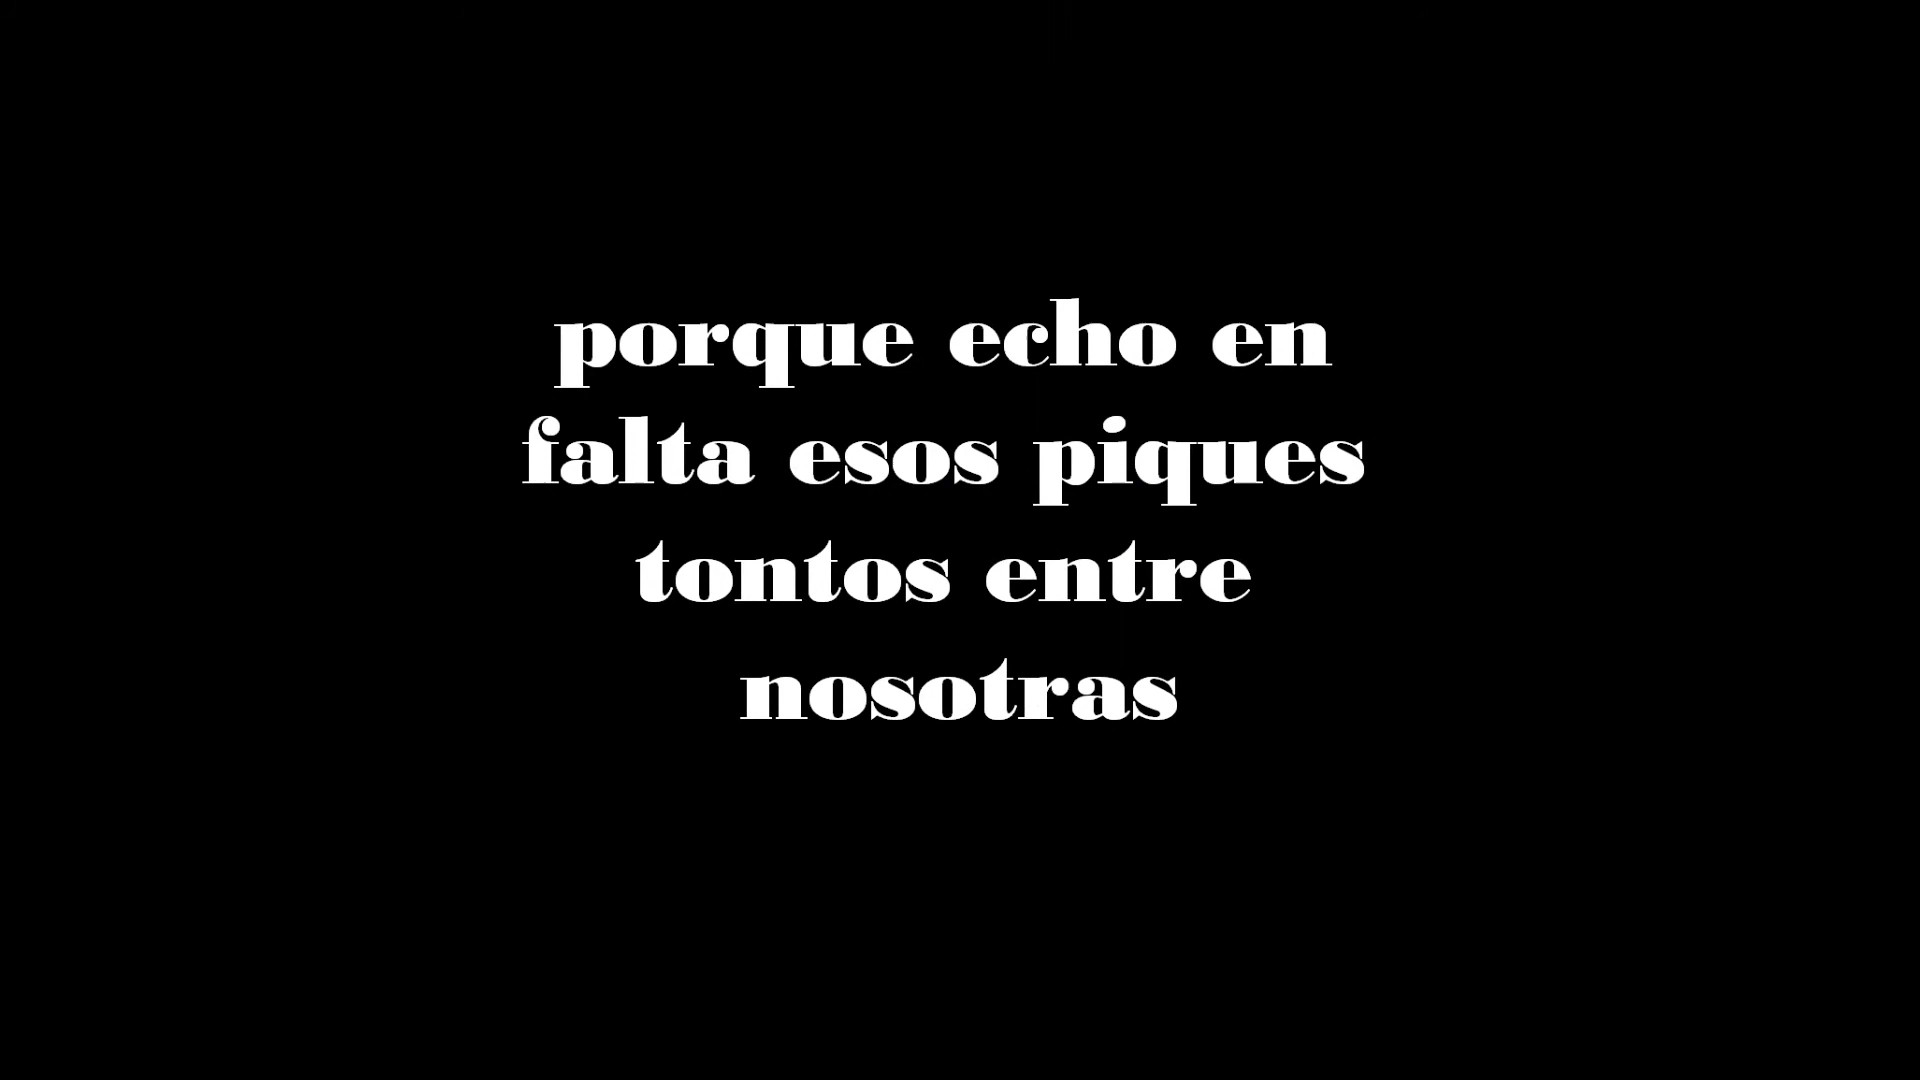 porque echo en
falta esos piques
tontos entre
nosotras